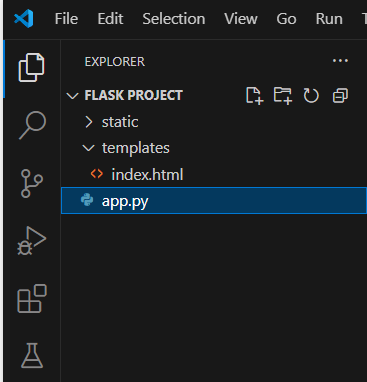 File Edit Selection View Go Run
EXPLORER
FLASK PROJECT
static
templates
index.html
app.py